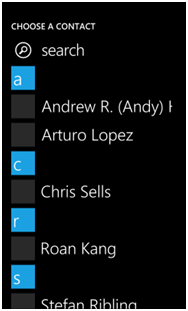 CHOOSE A CONTACT
search
a
Andrew R. (Andy)
Arturo Lopez
c
Chris Sells
r
Roan Kang
s
Stefan Ribling